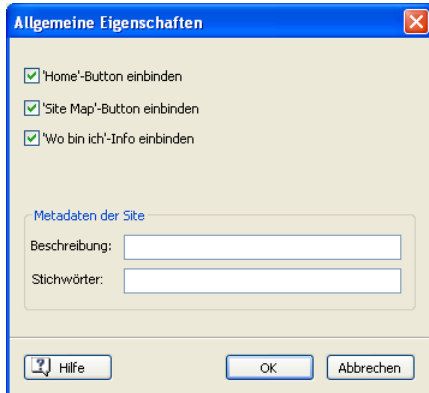 Allgemeine Eigenschaften
'Home'-Button einbinden
'Site Map'-Button einbinden
'Wo bin ich'-Info einbinden
Metadaten der Site
Beschreibung:
Stichwörter:
Hilfe OK Abbrechen